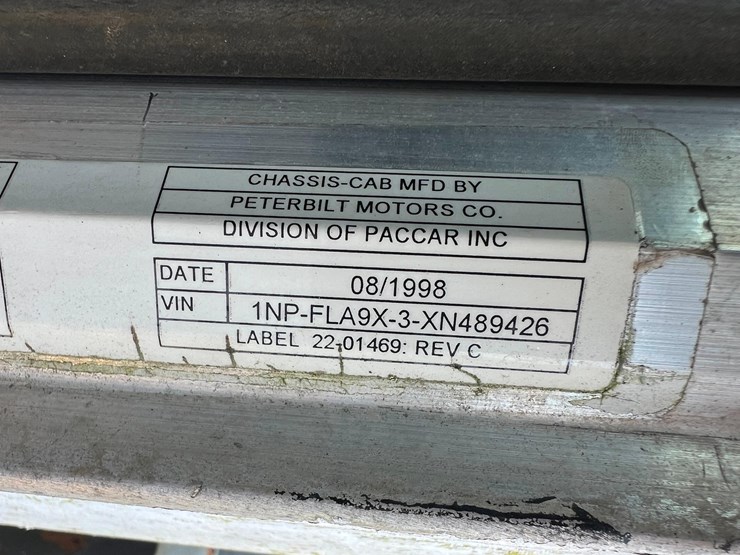 CHASSIS-CAB MFD BY
PETERBILT MOTORS CO.
DIVISION OF PACCAR INC
DATE 08/1998
VIN 1NP-FLA9X-3-XN489426
LABEL 22-01469: REV C